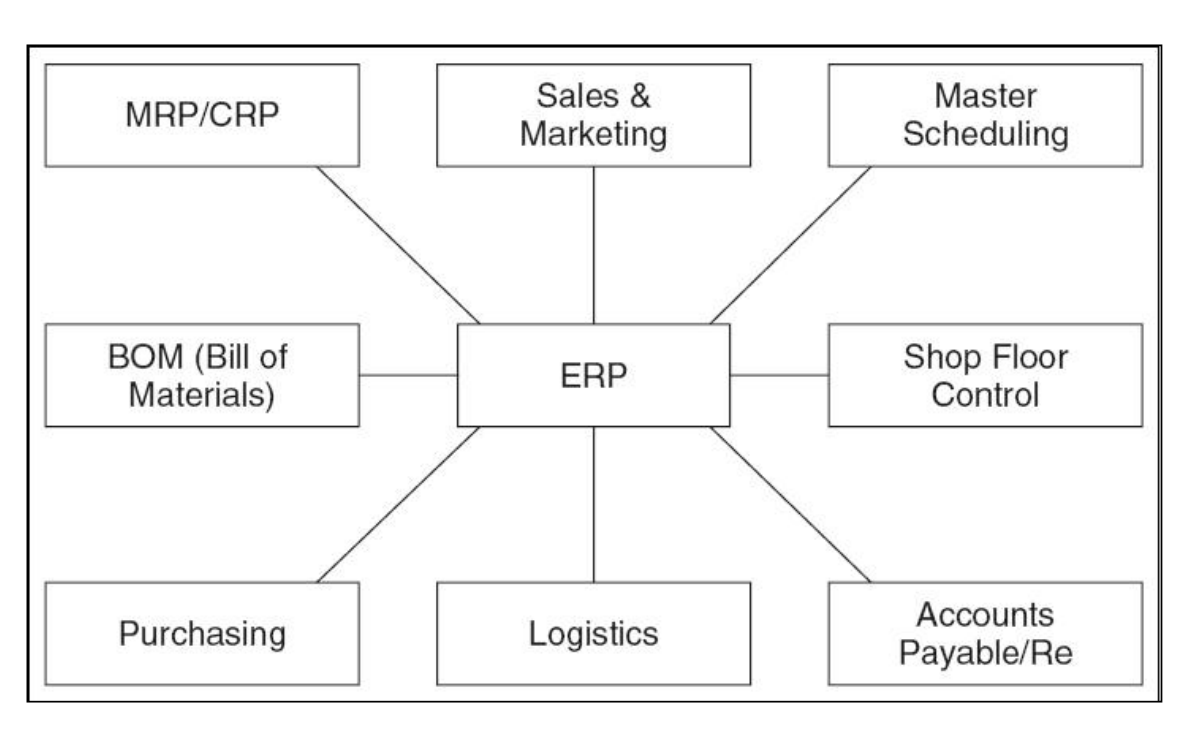 MRP/CRP
Sales &
Marketing
Master
Scheduling
BOM (Bill of
Materials)
ERP
Shop Floor
Control
Purchasing
Logistics
Accounts
Payable/Re